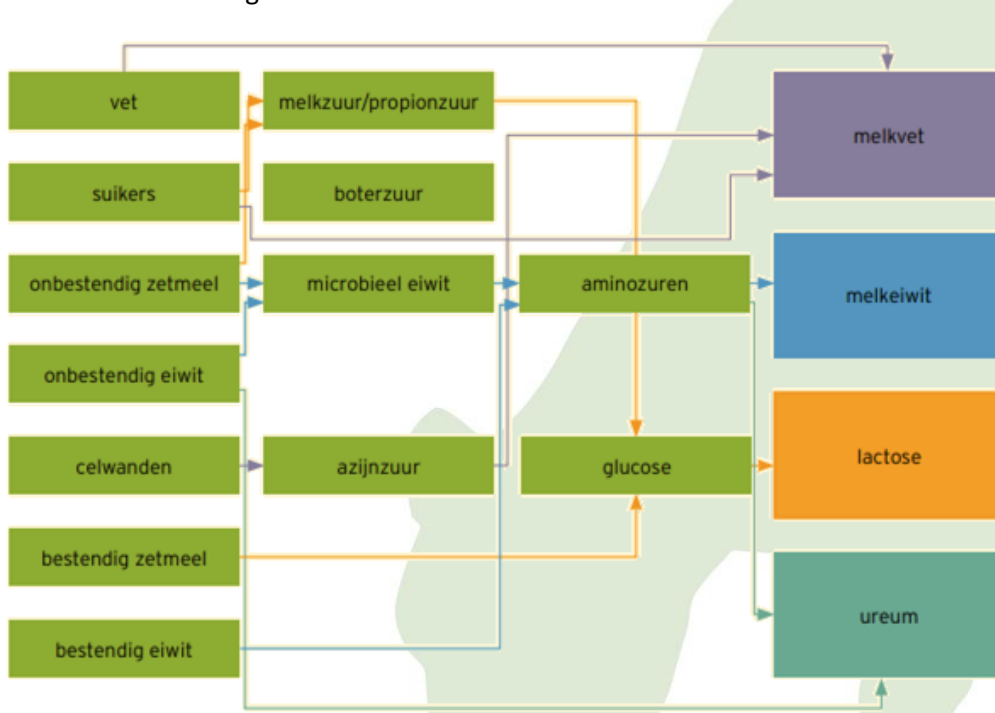 vet
melkzuur/propionzuur
melkvet
suikers
boterzuur
onbestendig zetmeel
microbieel eiwit
aminozuren
melkeiwit
onbestendig eiwit
celwanden
azijnzuur
glucose
lactose
bestendig zetmeel
ureum
bestendig eiwit